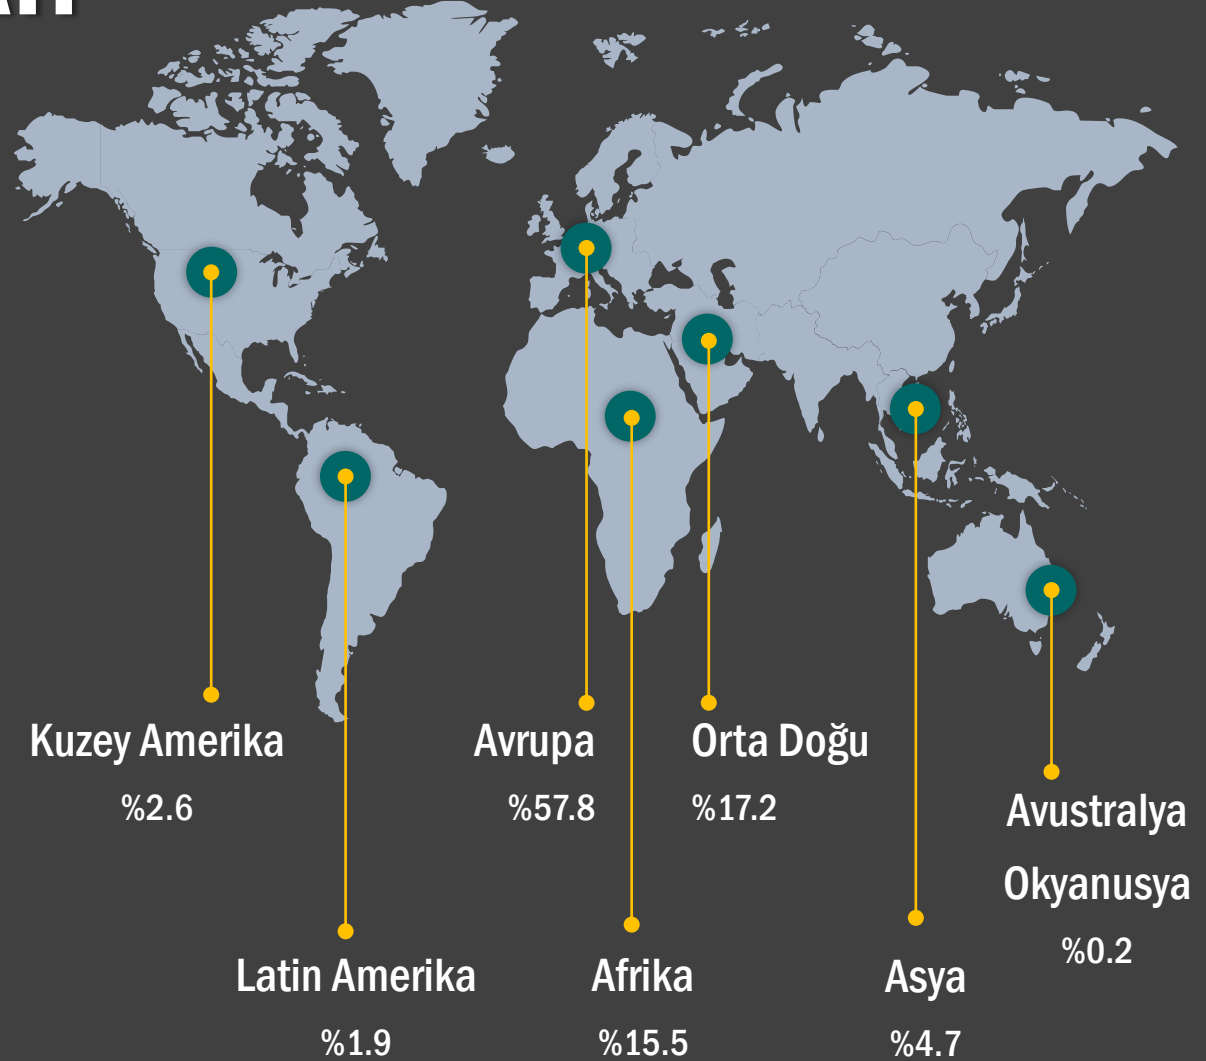 Kuzey Amerika
%2.6
Avrupa
%57.8
Orta Doğu
%17.2
Avustralya
Okyanusya
%0.2
Latin Amerika
%1.9
Afrika
%15.5
Asya
%4.7